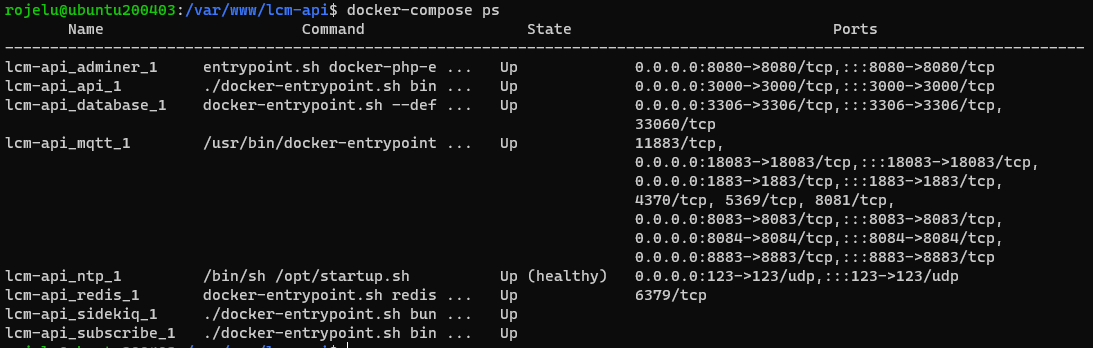 rojelu@ubuntu200403:/var/www/lcm-api$ docker-compose ps
Name Command State Ports
--------------------------------------------------------------------------------------------------------------------------
lcm-api_adminer_1 entrypoint.sh docker-php-e ... Up 0.0.0.0:8080->8080/tcp,:::8080->8080/tcp
lcm-api_api_1 ./docker-entrypoint.sh bin ... Up 0.0.0.0:3000->3000/tcp,:::3000->3000/tcp
lcm-api_database_1 docker-entrypoint.sh --def ... Up 0.0.0.0:3306->3306/tcp,:::3306->3306/tcp,
33060/tcp
lcm-api_mqtt_1 /usr/bin/docker-entrypoint ... Up 11883/tcp,
0.0.0.0:18083->18083/tcp,:::18083->18083/tcp,
0.0.0.0:1883->1883/tcp,:::1883->1883/tcp,
4370/tcp, 5369/tcp, 8081/tcp,
0.0.0.0:8083->8083/tcp,:::8083->8083/tcp,
0.0.0.0:8084->8084/tcp,:::8084->8084/tcp,
0.0.0.0:8883->8883/tcp,:::8883->8883/tcp
lcm-api_ntp_1 /bin/sh /opt/startup.sh Up (healthy) 0.0.0.0:123->123/udp,:::123->123/udp
lcm-api_redis_1 docker-entrypoint.sh redis ... Up 6379/tcp
lcm-api_sidekiq_1 ./docker-entrypoint.sh bun ... Up
lcm-api_subscribe_1 ./docker-entrypoint.sh bin ... Up